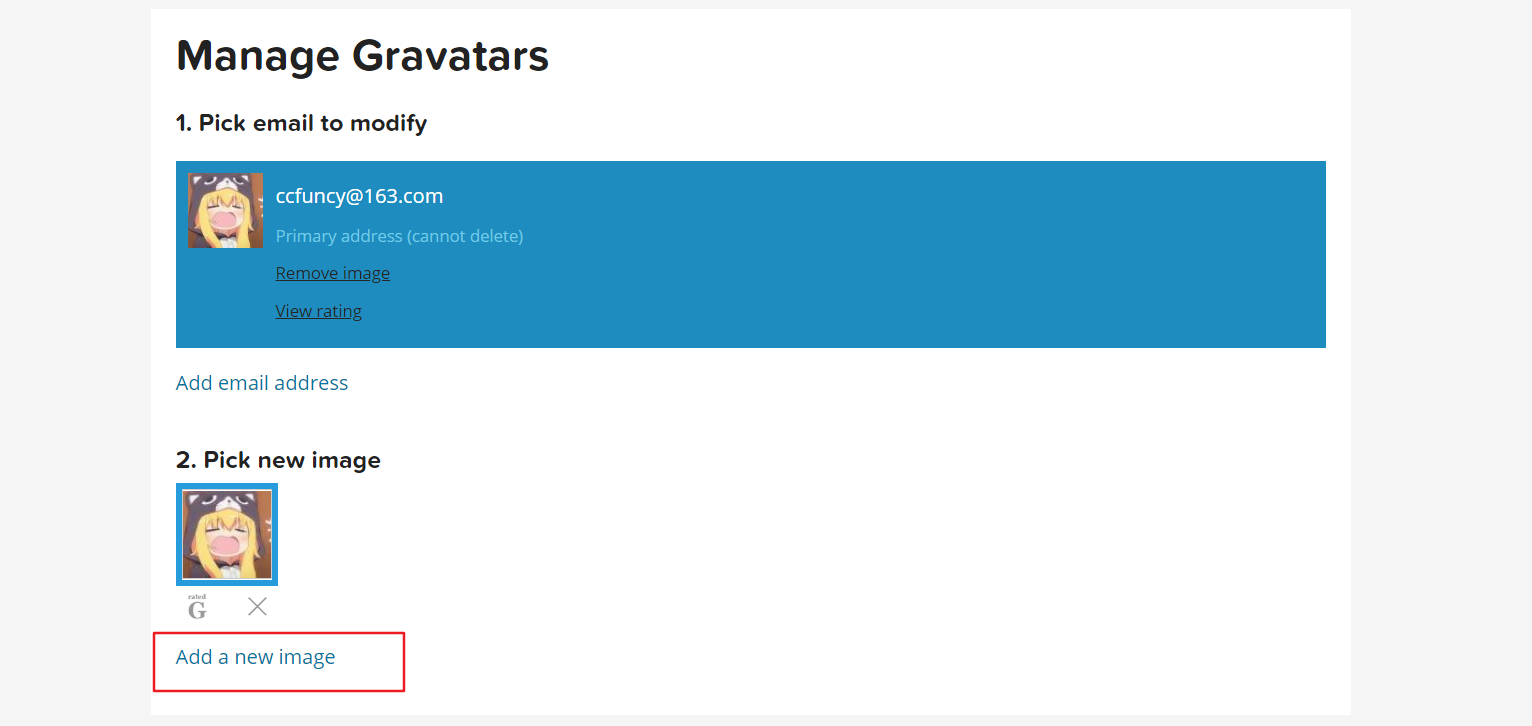 Manage Gravatars
1. Pick email to modify
ccfuncy@163.com
Primary address (cannot delete)
Remove image
View rating
Add email address
2. Pick new image
rated
G
Add a new image